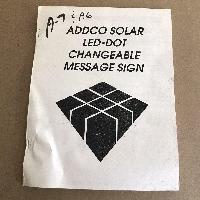 ADDCO SOLAR
LED-DOT
CHANGEABLE
MESSAGE SIGN